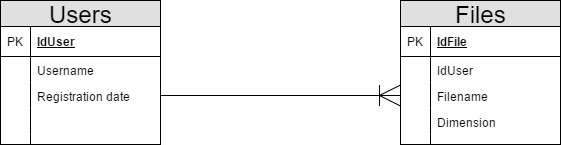 Users
PK IdUser
Username
Registration date
Files
PK IdFile
IdUser
Filename
Dimension